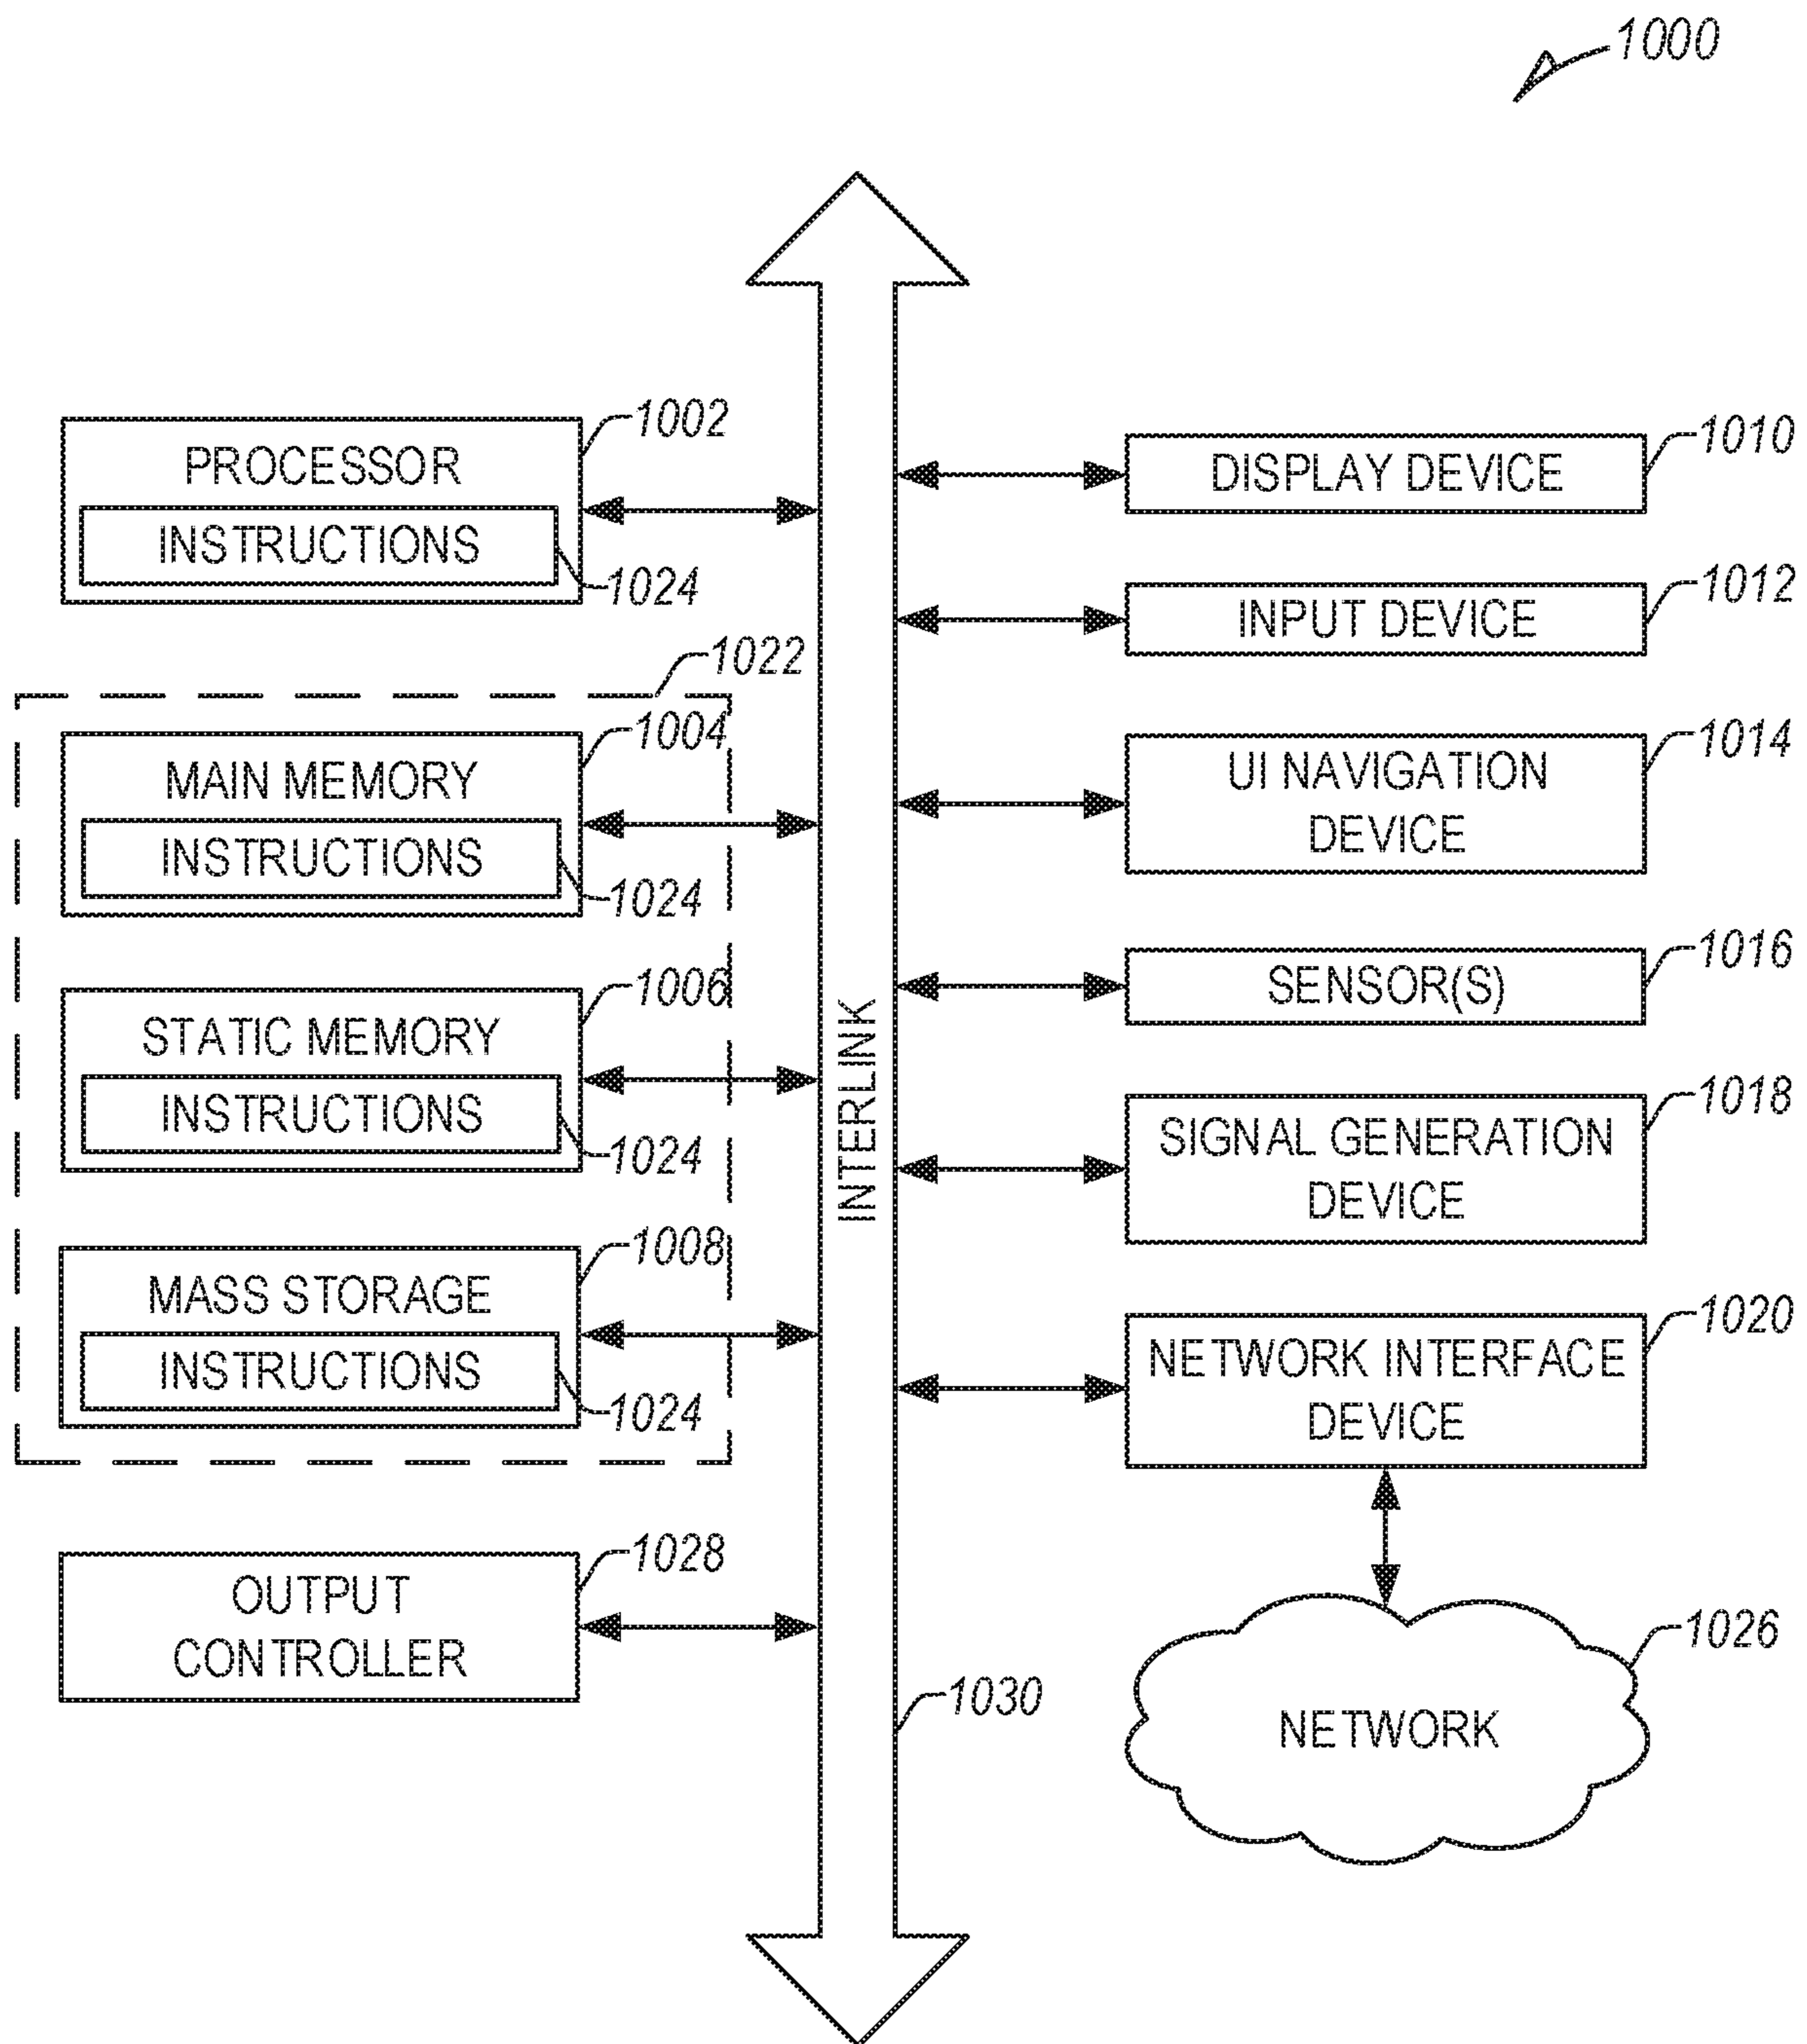 1000
1002
PROCESSOR
INSTRUCTIONS
1024
1022
1004
MAIN MEMORY
INSTRUCTIONS
1024
1006
STATIC MEMORY
INSTRUCTIONS
1024
1008
MASS STORAGE
INSTRUCTIONS
1024
1028
OUTPUT
CONTROLLER
INTERLINK
1030
1010
DISPLAY DEVICE
1012
INPUT DEVICE
1014
UI NAVIGATION
DEVICE
1016
SENSOR(S)
1018
SIGNAL GENERATION
DEVICE
1020
NETWORK INTERFACE
DEVICE
1026
NETWORK